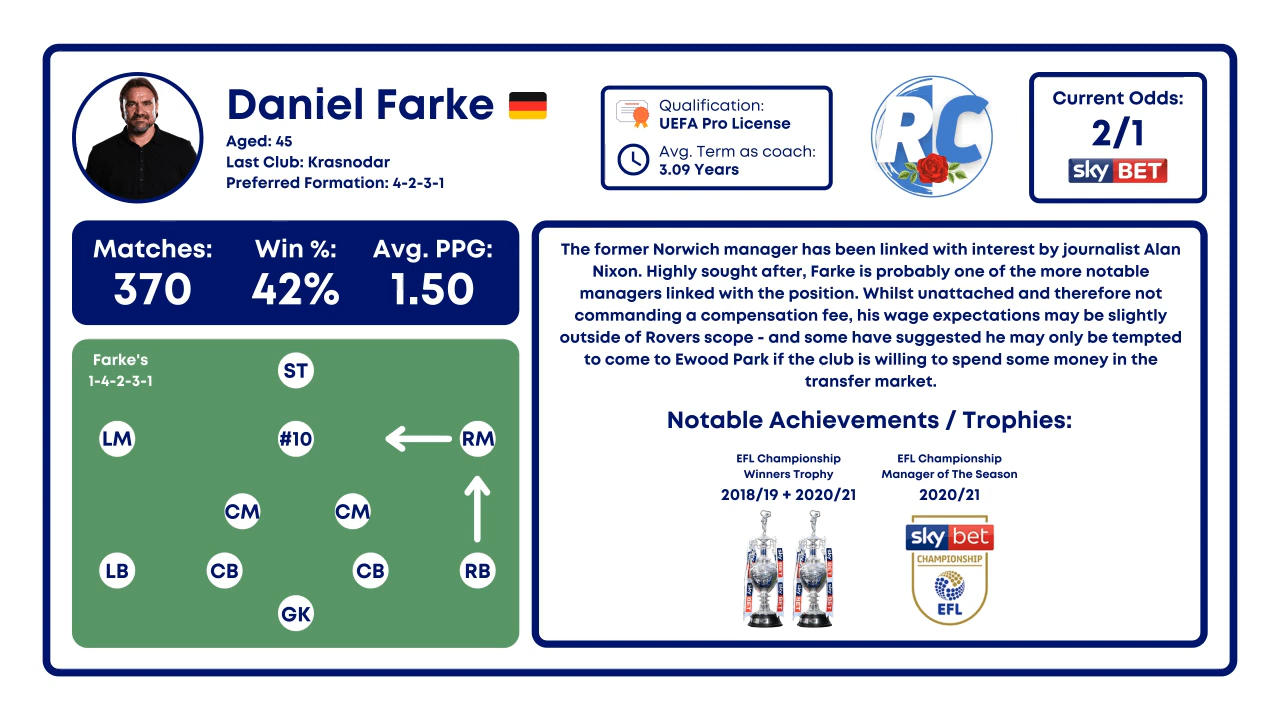 Daniel Farke
Aged: 45
Last Club: Krasnodar
Preferred Formation: 4-2-3-1
Qualification:
UEFA Pro License
Avg. Term as coach:
3.09 Years
RC
Current Odds:
2/1
sky BET
Matches:
370
Win %:
42%
Avg. PPG:
1.50
Farke's
1-4-2-3-1
ST
LM
#10
RM
CM
CM
LB
CB
CB
RB
GK
The former Norwich manager has been linked with interest by journalist Alan
Nixon. Highly sought after, Farke is probably one of the more notable
managers linked with the position. Whilst unattached and therefore not
commanding a compensation fee, his wage expectations may be slightly
outside of Rovers scope - and some have suggested he may only be tempted
to come to Ewood Park if the club is willing to spend some money in the
transfer market.
Notable Achievements / Trophies:
EFL Championship
Winners Trophy
2018/19 + 2020/21
EFL Championship
Manager of The Season
2020/21
sky bet
CHAMPIONSHIP
EFL